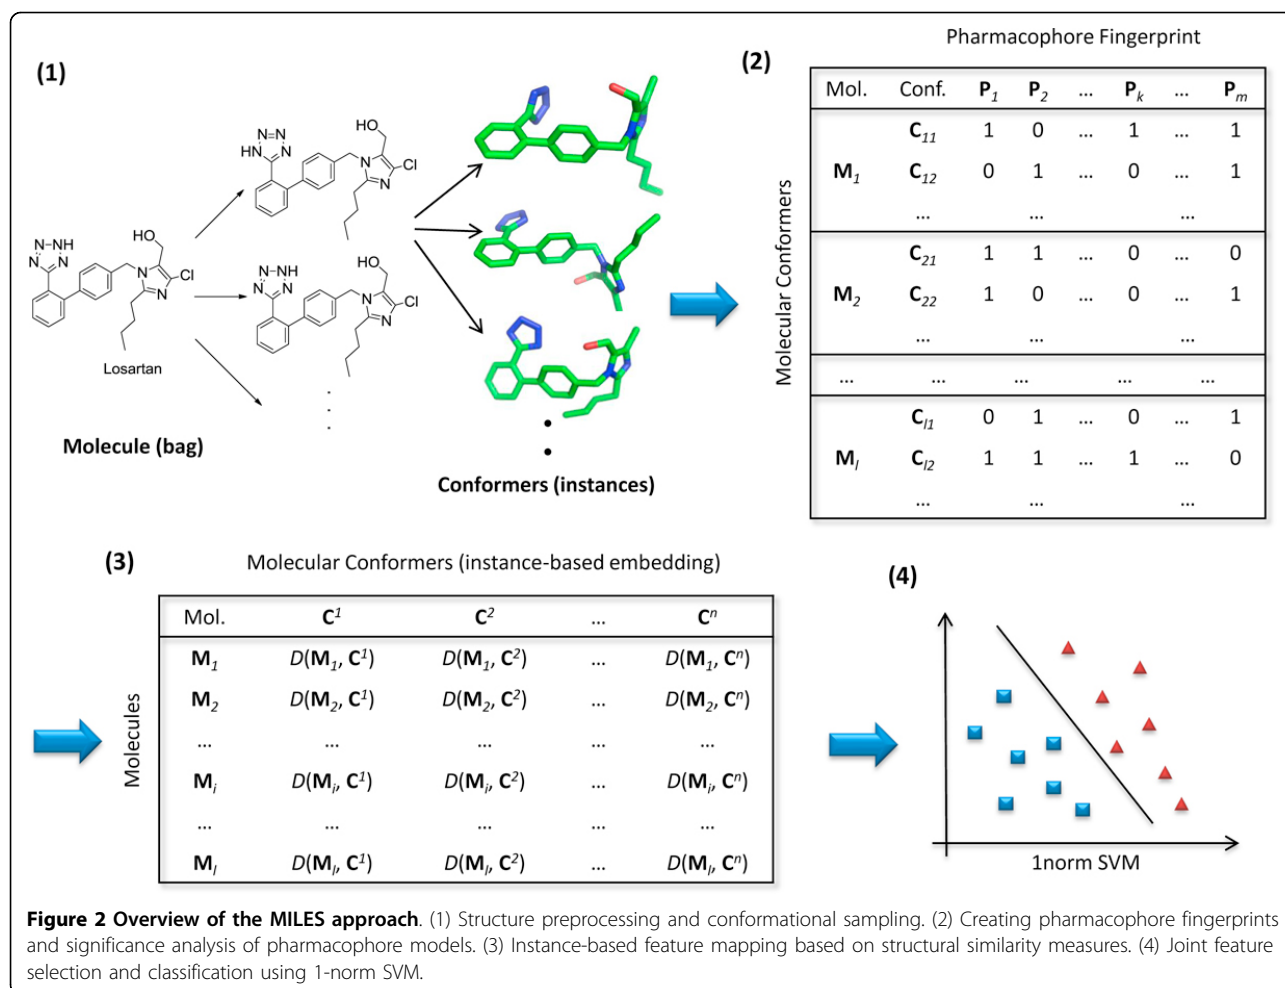 (1)
HO
N=N
HN N
N
N
Cl
HO
N-NH
N N
N
N
Cl
Losartan
HO
N-NH
N N
N
N
Cl
Molecule (bag)
Conformers (instances)
(2)
Pharmacophore Fingerprint
Molecular Conformers
Mol. Conf. P1 P2 ... Pk ... Pm
C11 1 0 ... 1 ... 1
M1 C12 0 1 ... 0 ... 1
... ... ...
C21 1 1 ... 0 ... 0
M2 C22 1 0 ... 0 ... 1
... ... ...
... ... ... ... ...
Cl1 0 1 ... 0 ... 1
Ml Cl2 1 1 ... 1 ... 0
... ... ...
(3)
Molecular Conformers (instance-based embedding)
Molecules
Mol. C1 C2 ... Cn
M1 D(M1, C1) D(M1, C2) ... D(M1, Cn)
M2 D(M2, C1) D(M2, C2) ... D(M2, Cn)
... ... ... ... ...
Mi D(Mi, C1) D(Mi, C2) ... D(Mi, Cn)
... ... ... ... ...
Ml D(Ml, C1) D(Ml, C2) ... D(Ml, Cn)
(4)
1norm SVM
Figure 2 Overview of the MILES approach. (1) Structure preprocessing and conformational sampling. (2) Creating pharmacophore fingerprints
and significance analysis of pharmacophore models. (3) Instance-based feature mapping based on structural similarity measures. (4) Joint feature
selection and classification using 1-norm SVM.